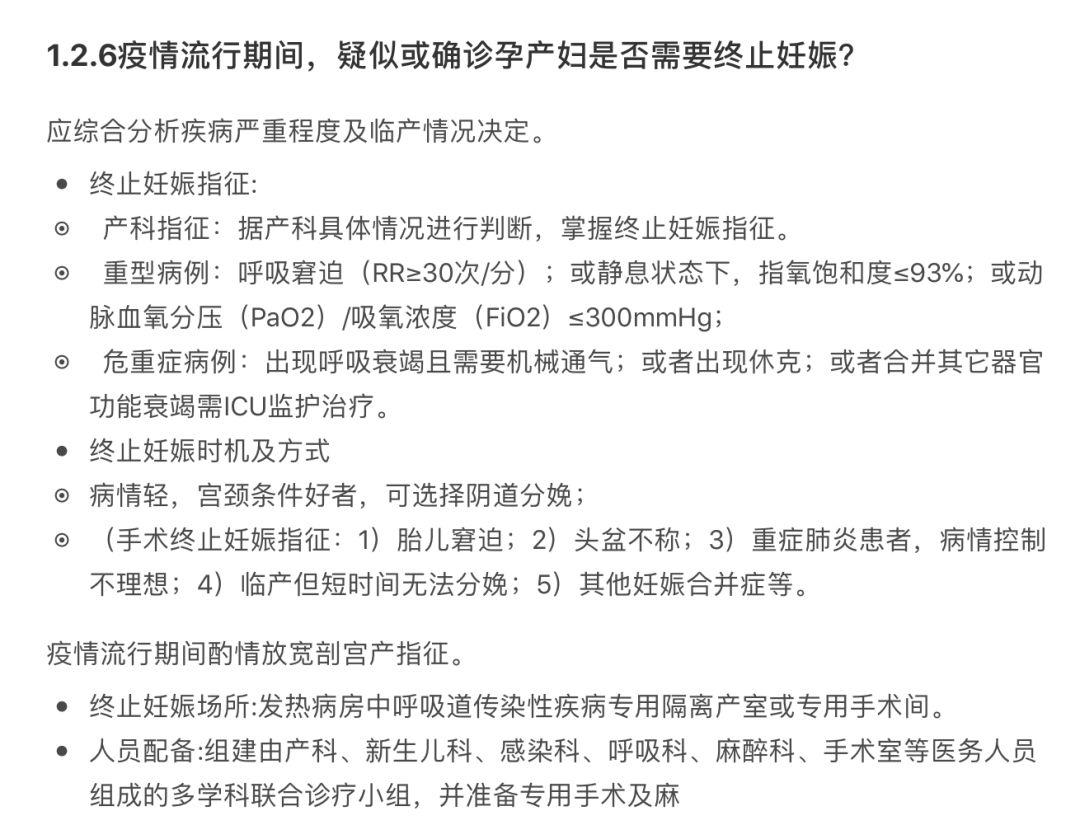 1.2.6疫情流行期间，疑似或确诊孕产妇是否需要终止妊娠?
应综合分析疾病严重程度及临产情况决定。
• 终止妊娠指征:
⊙ 产科指征：据产科具体情况进行判断，掌握终止妊娠指征。
⊙ 重型病例：呼吸窘迫（RR≥30次/分）；或静息状态下，指氧饱和度≤93%；或动
脉血氧分压（PaO2）/吸氧浓度（FiO2）≤300mmHg；
⊙ 危重症病例：出现呼吸衰竭且需要机械通气；或者出现休克；或者合并其它器官
功能衰竭需ICU监护治疗。
• 终止妊娠时机及方式
⊙ 病情轻，宫颈条件好者，可选择阴道分娩；
⊙ （手术终止妊娠指征：1）胎儿窘迫；2）头盆不称；3）重症肺炎患者，病情控制
不理想；4）临产但短时间无法分娩；5）其他妊娠合并症等。
疫情流行期间酌情放宽剖宫产指征。
• 终止妊娠场所:发热病房中呼吸道传染性疾病专用隔离产室或专用手术间。
• 人员配备:组建由产科、新生儿科、感染科、呼吸科、麻醉科、手术室等医务人员
组成的多学科联合诊疗小组，并准备专用手术及麻